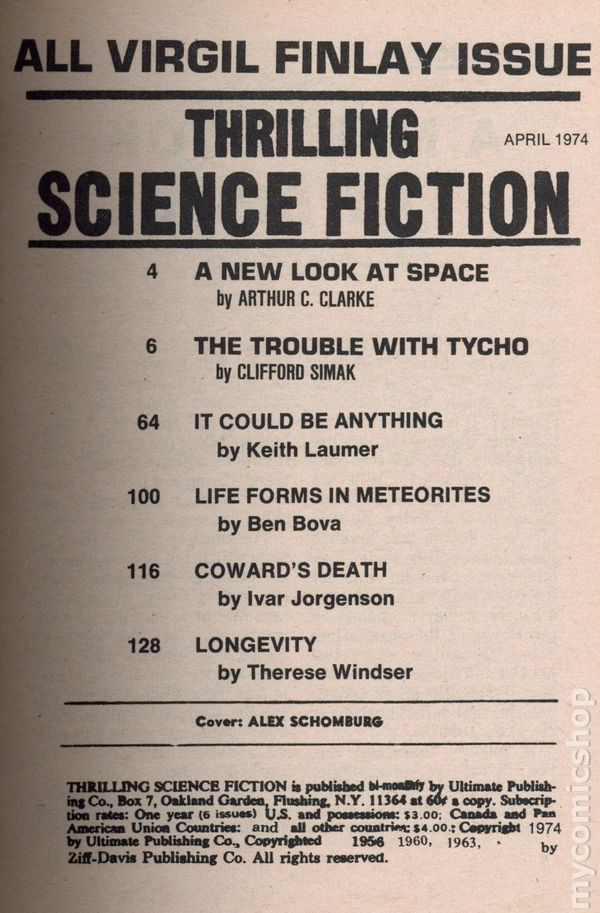 ALL VIRGIL FINLAY ISSUE
THRILLING
APRIL 1974
SCIENCE FICTION
4 A NEW LOOK AT SPACE
by ARTHUR C. CLARKE
6 THE TROUBLE WITH TYCHO
by CLIFFORD SIMAK
64 IT COULD BE ANYTHING
by Keith Laumer
100 LIFE FORMS IN METEORITES
by Ben Bova
116 COWARD'S DEATH
by Ivar Jorgenson
128 LONGEVITY
by Therese Windser
Cover: ALEX SCHOMBURG
THRILLING SCIENCE FICTION is published bi-monthly by Ultimate Publish-
ing Co., Box 7, Oakland Garden, Flushing, N.Y. 11364 at 60¢ a copy. Subscrip-
tion rates: One year (6 issues) U.S. and possessions: $3.00; Canada and Pan
American Union Countries: and all other countries: $4.00.: Copyright 1974
by Ultimate Publishing Co., Copyrighted 1956 1960, 1963, by
Ziff-Davis Publishing Co. All rights reserved.
mycomicshop